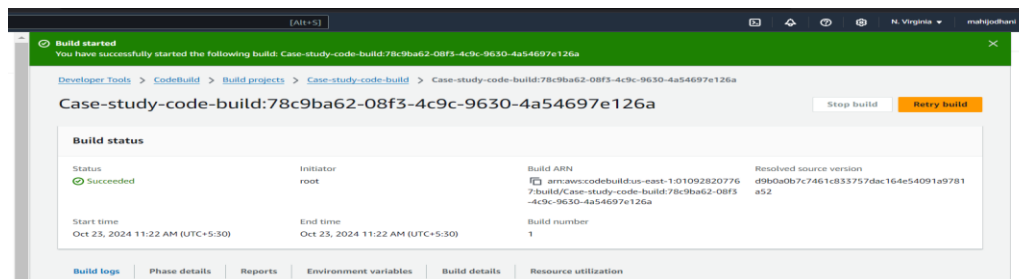 [Alt+S]
N. Virginia ▼ mahijodhani
Build started
You have successfully started the following build: Case-study-code-build:78c9ba62-08f3-4c9c-9630-4a54697e126a
Developer Tools > CodeBuild > Build projects > Case-study-code-build > Case-study-code-build:78c9ba62-08f3-4c9c-9630-4a54697e126a
Case-study-code-build:78c9ba62-08f3-4c9c-9630-4a54697e126a
Stop build Retry build
Build status
Status
Succeeded
Initiator
root
Build ARN
arn:aws:codebuild:us-east-1:01092820776
7:build/Case-study-code-build:78c9ba62-08f3
-4c9c-9630-4a54697e126a
Resolved source version
d9b0a0b7c7461c833757dac164e54091a9781
a52
Start time
Oct 23, 2024 11:22 AM (UTC+5:30)
End time
Oct 23, 2024 11:22 AM (UTC+5:30)
Build number
1
Build logs Phase details Reports Environment variables Build details Resource utilization